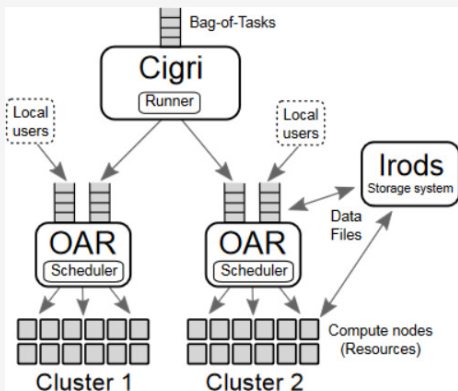 Bag-of-Tasks
Cigri
Runner
Local
users
Local
users
Irods
Storage system
OAR
Scheduler
OAR
Scheduler
Data
Files
Compute nodes
(Resources)
Cluster 1
Cluster 2